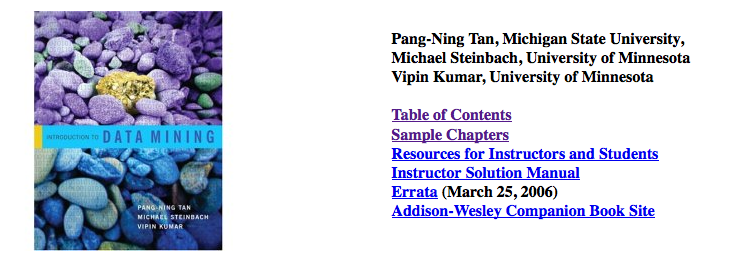 INTRODUCTION TO DATA MINING
PANG-NING TAN
MICHAEL STEINBACH
VIPIN KUMAR
Pang-Ning Tan, Michigan State University,
Michael Steinbach, University of Minnesota
Vipin Kumar, University of Minnesota
Table of Contents
Sample Chapters
Resources for Instructors and Students
Instructor Solution Manual
Errata (March 25, 2006)
Addison-Wesley Companion Book Site